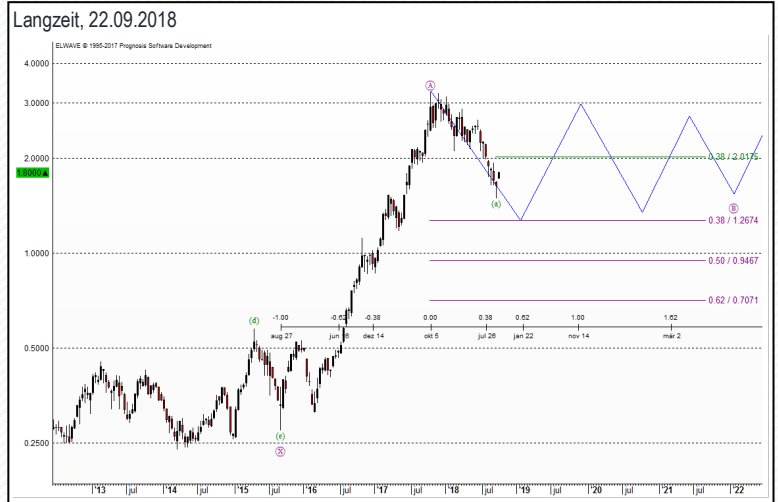 Langzeit, 22.09.2018
ELWAVE © 1995-2017 Prognosis Software Development
4.0000
A
3.0000
2.0000
0.38 / 2.0175
1.8000▲
(a)
B
0.38 / 1.2674
1.0000
0.50 / 0.9467
0.62 / 0.7071
(d) -1.00 -0.62 -0.38 0.00 0.38 0.62 1.00 1.62
aug 27 jun 16 dez 14 okt 5 jul 26 jan 22 nov 14 mär 2
0.5000
0.2500
(e)
X
'13 jul '14 jul '15 jul '16 jul '17 jul '18 jul '19 jul '20 jul '21 jul '22